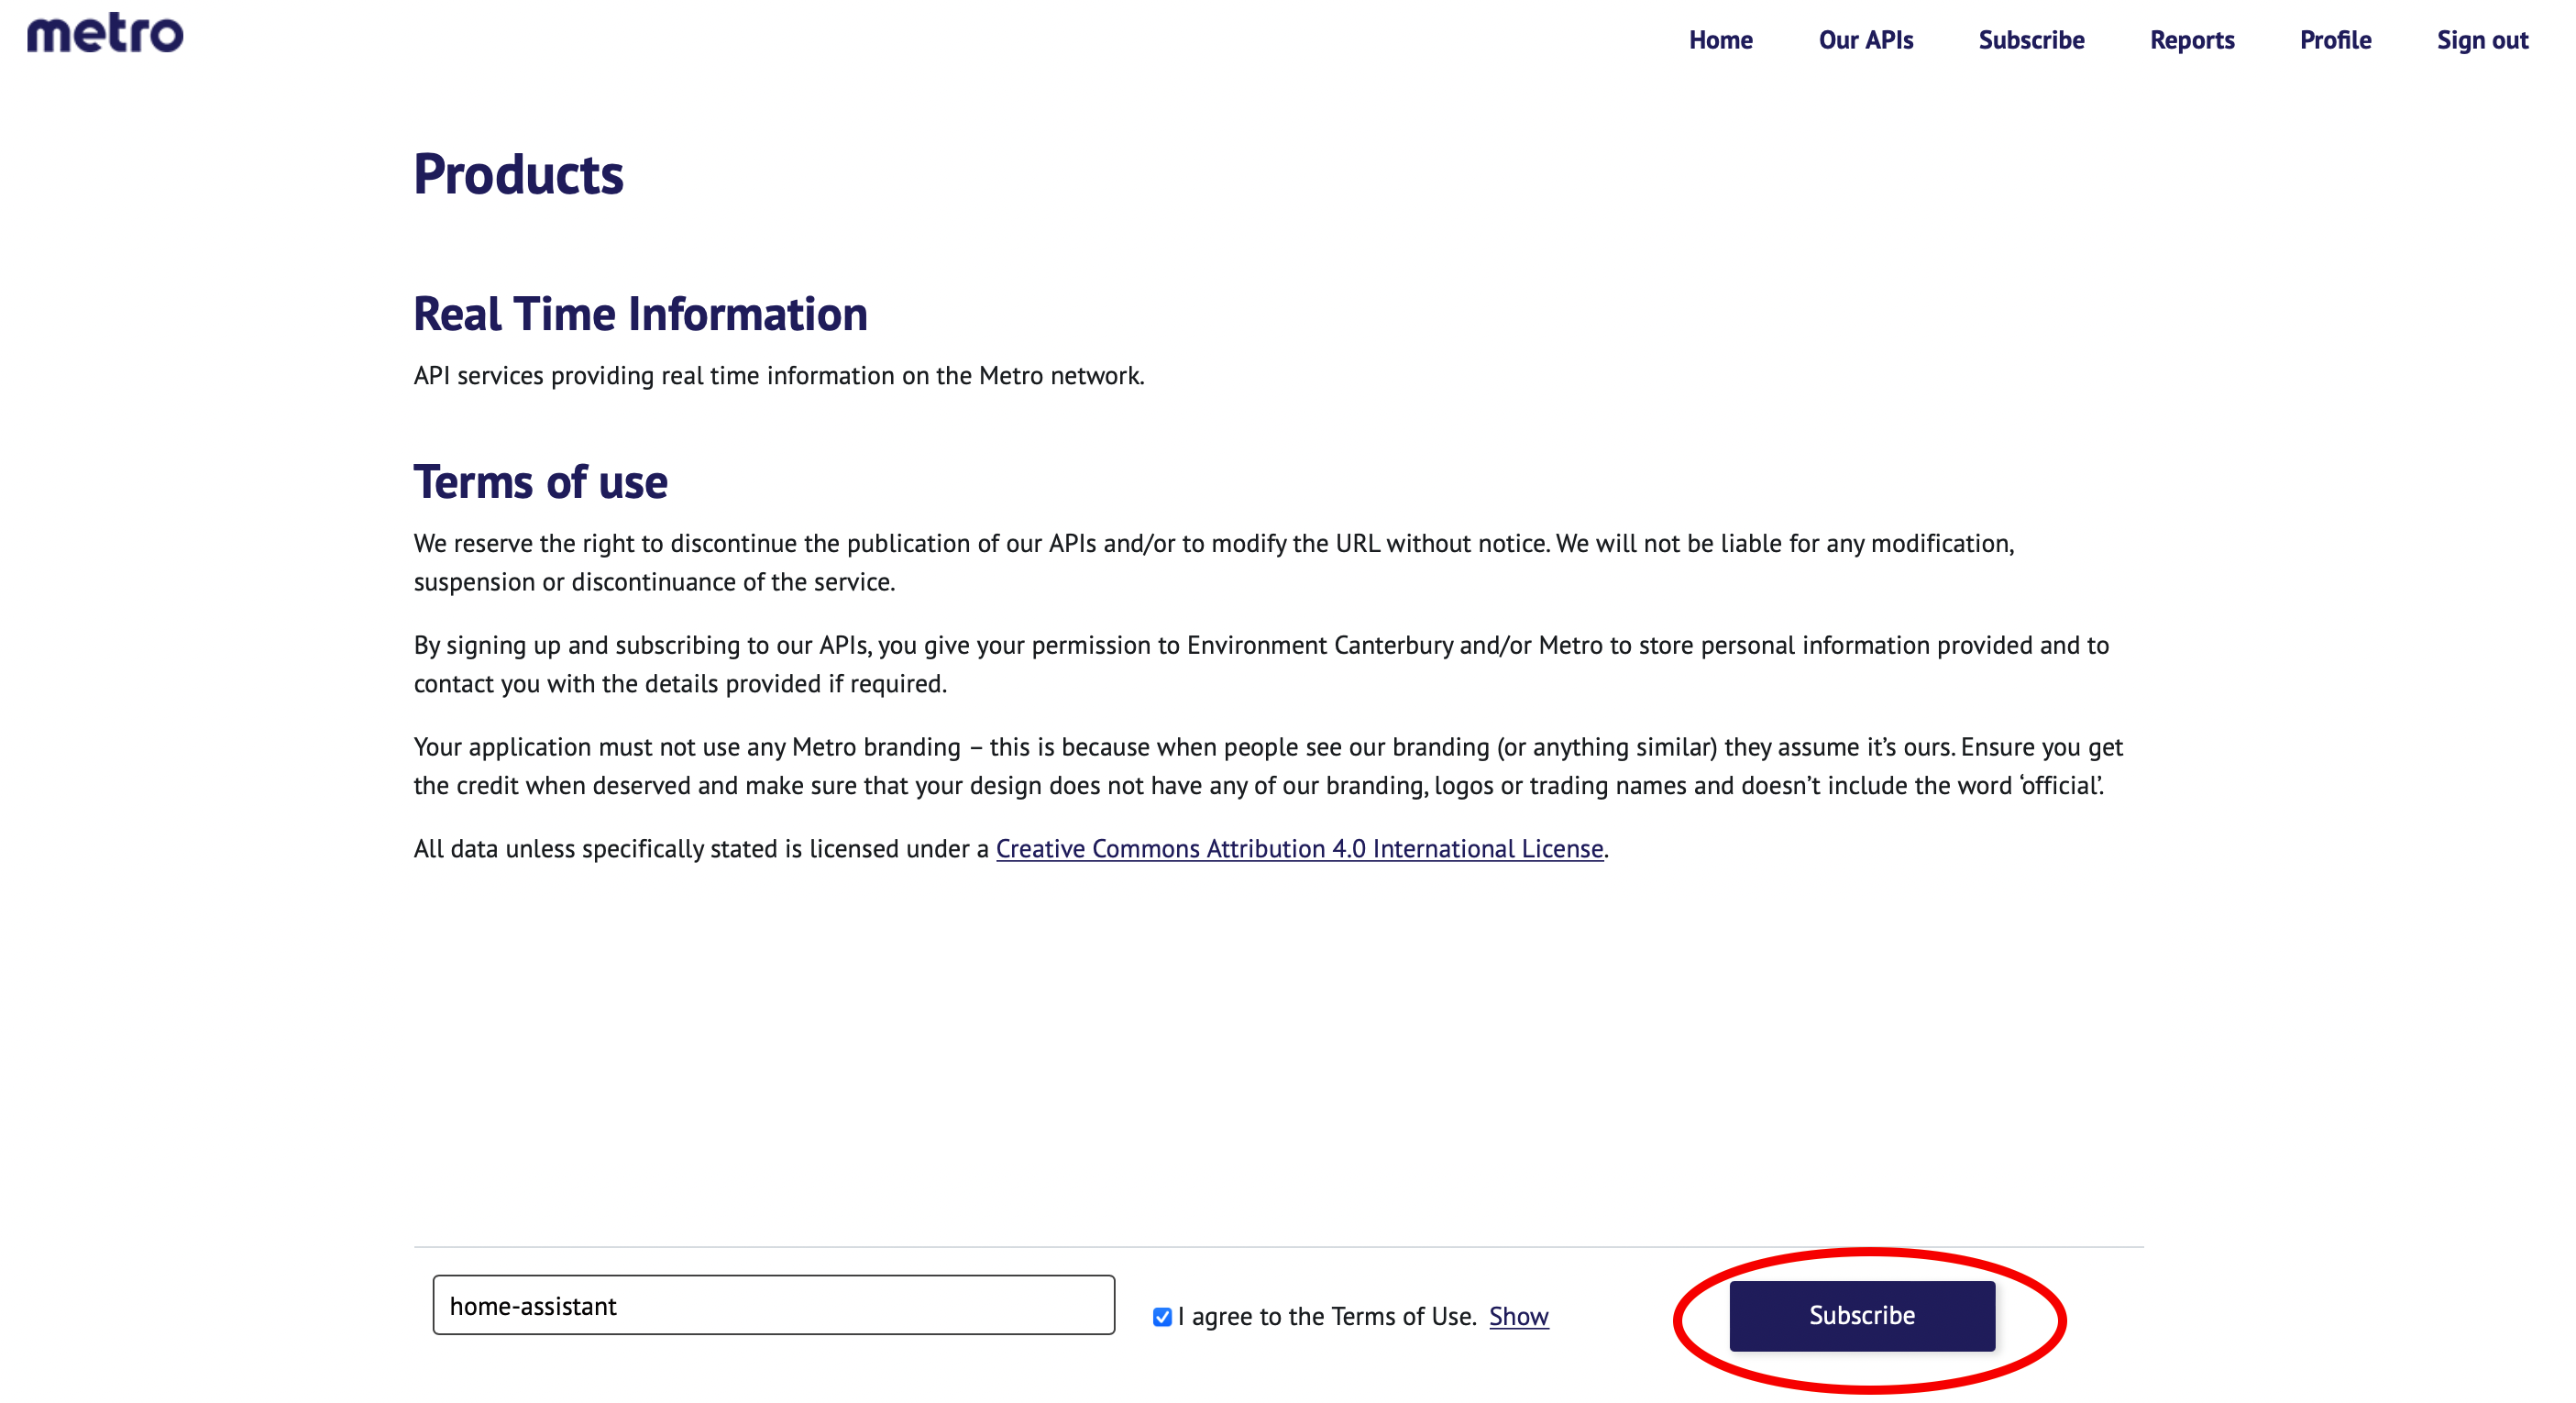 metro
Home Our APIs Subscribe Reports Profile Sign out
Products
Real Time Information
API services providing real time information on the Metro network.
Terms of use
We reserve the right to discontinue the publication of our APIs and/or to modify the URL without notice. We will not be liable for any modification,
suspension or discontinuance of the service.
By signing up and subscribing to our APIs, you give your permission to Environment Canterbury and/or Metro to store personal information provided and to
contact you with the details provided if required.
Your application must not use any Metro branding – this is because when people see our branding (or anything similar) they assume it’s ours. Ensure you get
the credit when deserved and make sure that your design does not have any of our branding, logos or trading names and doesn’t include the word ‘official’.
All data unless specifically stated is licensed under a Creative Commons Attribution 4.0 International License.
home-assistant
I agree to the Terms of Use. Show
Subscribe